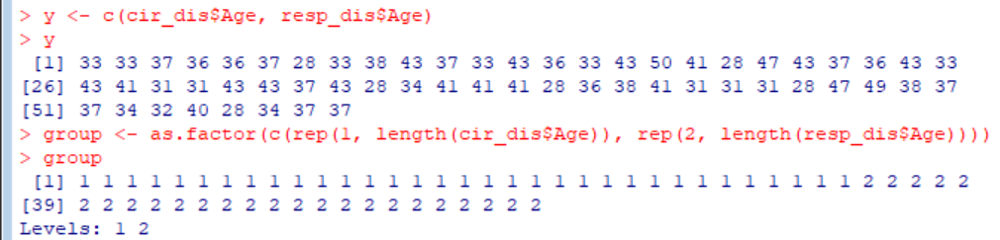 > y <- c(cir_dis$Age, resp_dis$Age)
> y
[1] 33 33 37 36 36 37 28 33 38 43 37 33 43 36 33 43 50 41 28 47 43 37 36 43 33
[26] 43 41 31 31 43 43 37 43 28 34 41 41 41 28 36 38 41 31 31 31 28 47 49 38 37
[51] 37 34 32 40 28 34 37 37
> group <- as.factor(c(rep(1, length(cir_dis$Age)), rep(2, length(resp_dis$Age))))
> group
[1] 1 1 1 1 1 1 1 1 1 1 1 1 1 1 1 1 1 1 1 1 1 1 1 1 1 1 1 1 1 1 1 1 1 2 2 2 2 2
[39] 2 2 2 2 2 2 2 2 2 2 2 2 2 2 2 2 2 2 2 2
Levels: 1 2